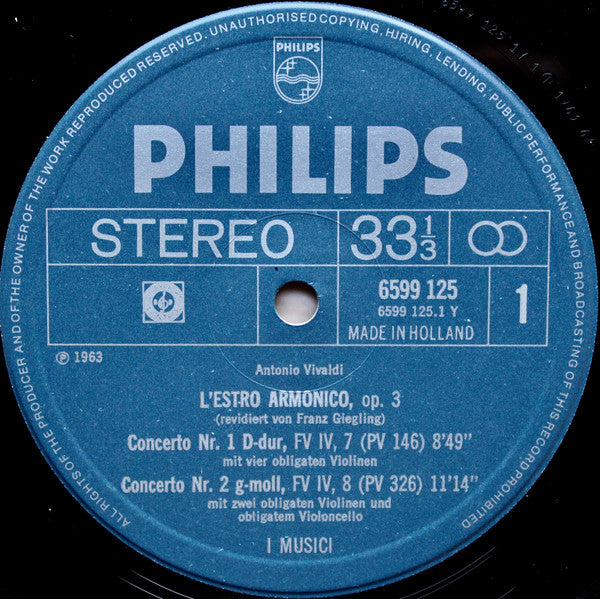 ALL RIGHTS OF THE PRODUCER AND OF THE OWNER OF THE WORK REPRODUCED RESERVED. UNAUTHORISED COPYING, HIRING, LENDING, PUBLIC PERFORMANCE AND BROADCASTING OF THIS RECORD PROHIBITED
PHILIPS
PHILIPS
STEREO 33 1/3
6599 125
6599 125.1 Y
1
MADE IN HOLLAND
℗ 1963
Antonio Vivaldi
L'ESTRO ARMONICO, op. 3
(revidiert von Franz Giegling)
Concerto Nr. 1 D-dur, FV IV, 7 (PV 146) 8'49"
mit vier obligaten Violinen
Concerto Nr. 2 g-moll, FV IV, 8 (PV 326) 11'14"
mit zwei obligaten Violinen und
obligatem Violoncello
I MUSICI